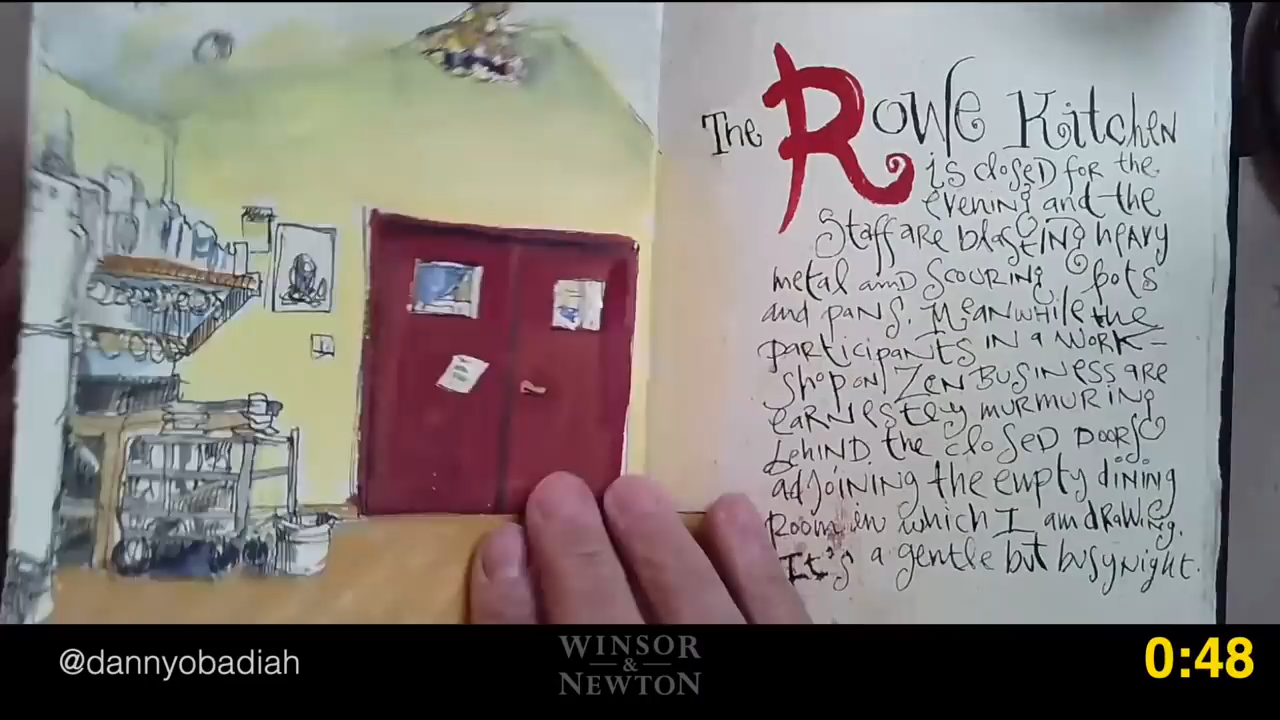 The Rowe Kitchen
is closed for the
evening and the
Staff are blasting heavy
metal and scouring pots
and pans. Meanwhile the
participants in a work-
shop on Zen Business are
earnestly murmuring
behind the closed doors
adjoining the empty dining
room in which I am drawing.
It's a gentle but busy night.
@dannyobadiah
WINSOR
&
NEWTON
0:48